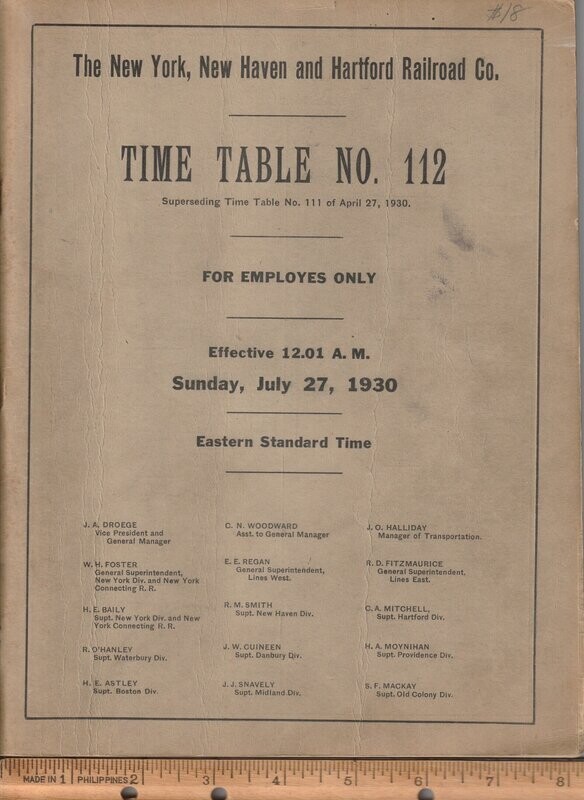 $18
The New York, New Haven and Hartford Railroad Co.
TIME TABLE NO. 112
Superseding Time Table No. 111 of April 27, 1930.
FOR EMPLOYES ONLY
Effective 12.01 A. M.
Sunday, July 27, 1930
Eastern Standard Time
J. A. DROEGE
Vice President and
General Manager
C. N. WOODWARD
Asst. to General Manager
J. O. HALLIDAY
Manager of Transportation.
W. H. FOSTER
General Superintendent,
New York Div. and New York
Connecting R. R.
E. E. REGAN
General Superintendent,
Lines West.
R. D. FITZMAURICE
General Superintendent,
Lines East.
H. E. BAILY
Supt. New York Div. and New
York Connecting R. R.
R. M. SMITH
Supt. New Haven Div.
C. A. MITCHELL,
Supt. Hartford Div.
R. O'HANLEY
Supt. Waterbury Div.
J. W. GUINEEN
Supt. Danbury Div.
H. A. MOYNIHAN
Supt. Providence Div.
H. E. ASTLEY
Supt. Boston Div.
J. J. SNAVELY
Supt. Midland Div.
S. F. MACKAY
Supt. Old Colony Div.
MADE IN 1 PHILIPPINES 2 3 4 5 6 7 8